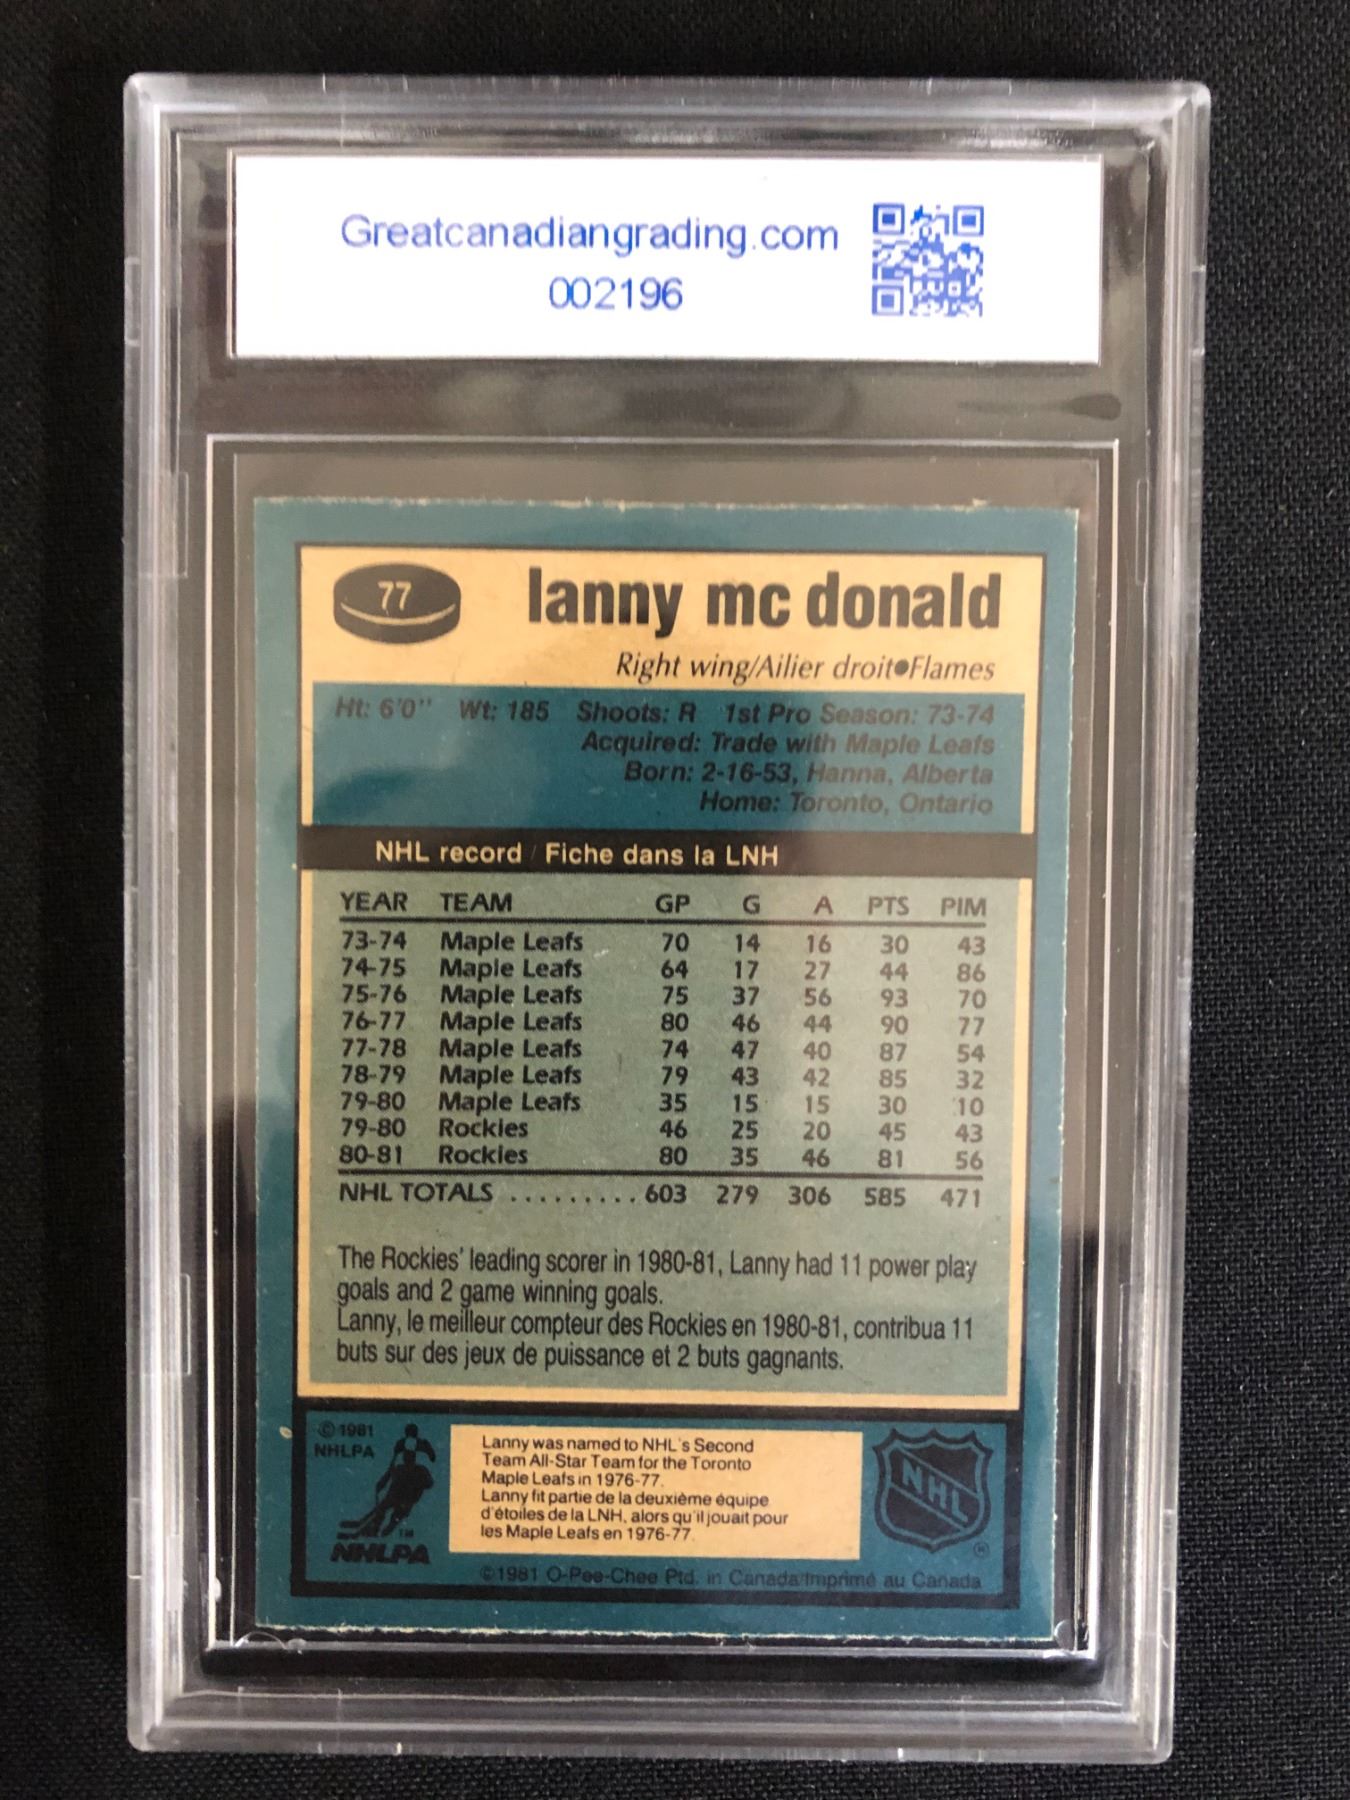 Greatcanadiangrading.com
002196
77
lanny mc donald
Right wing/Ailier droit●Flames
Ht: 6'0" Wt: 185 Shoots: R 1st Pro Season: 73-74
Acquired: Trade with Maple Leafs
Born: 2-16-53, Hanna, Alberta
Home: Toronto, Ontario
NHL record / Fiche dans la LNH
YEAR TEAM GP G A PTS PIM
73-74 Maple Leafs 70 14 16 30 43
74-75 Maple Leafs 64 17 27 44 86
75-76 Maple Leafs 75 37 56 93 70
76-77 Maple Leafs 80 46 44 90 77
77-78 Maple Leafs 74 47 40 87 54
78-79 Maple Leafs 79 43 42 85 32
79-80 Maple Leafs 35 15 15 30 10
79-80 Rockies 46 25 20 45 43
80-81 Rockies 80 35 46 81 56
NHL TOTALS ......... 603 279 306 585 471
The Rockies' leading scorer in 1980-81, Lanny had 11 power play
goals and 2 game winning goals.
Lanny, le meilleur compteur des Rockies en 1980-81, contribua 11
buts sur des jeux de puissance et 2 buts gagnants.
©1981
NHLPA
TM
NHLPA
Lanny was named to NHL's Second
Team All-Star Team for the Toronto
Maple Leafs in 1976-77.
Lanny fit partie de la deuxième équipe
d'étoiles de la LNH, alors qu'il jouait pour
les Maple Leafs en 1976-77.
NHL
®
©1981 O-Pee-Chee Ptd. in Canada/Imprimé au Canada